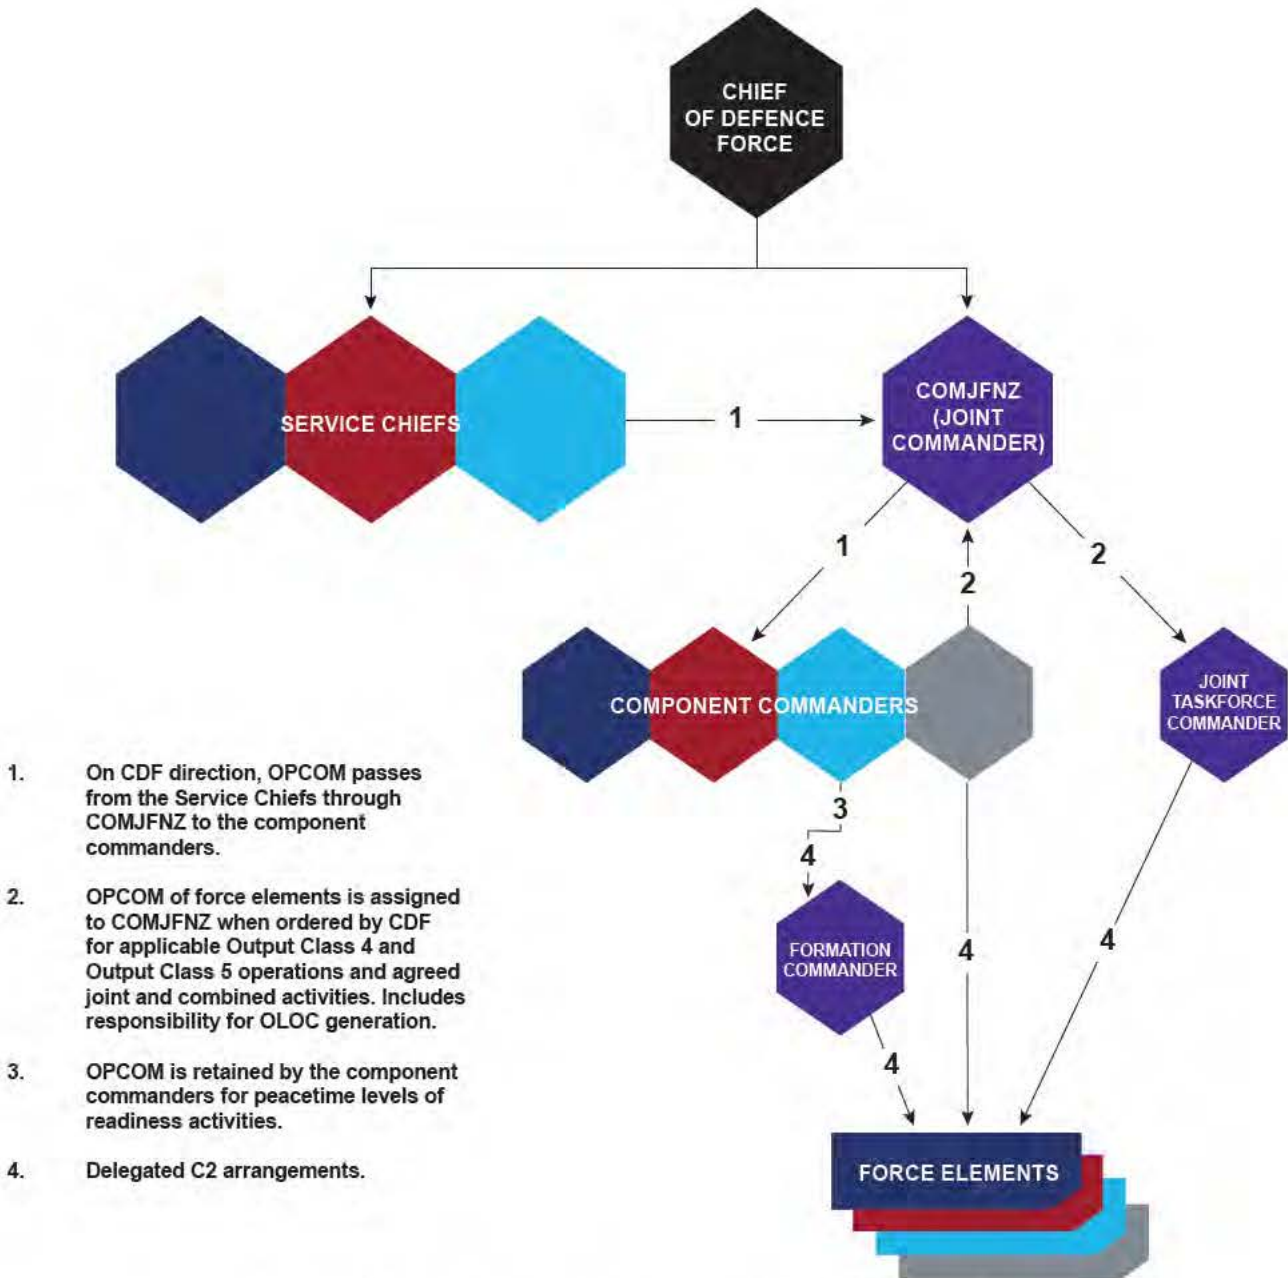 CHIEF
OF DEFENCE
FORCE
SERVICE CHIEFS
1
COMJFNZ
(JOINT
COMMANDER)
1
2
2
COMPONENT COMMANDERS
JOINT
TASKFORCE
COMMANDER
3
4
FORMATION
COMMANDER
4
4
4
FORCE ELEMENTS
1. On CDF direction, OPCOM passes
from the Service Chiefs through
COMJFNZ to the component
commanders.
2. OPCOM of force elements is assigned
to COMJFNZ when ordered by CDF
for applicable Output Class 4 and
Output Class 5 operations and agreed
joint and combined activities. Includes
responsibility for OLOC generation.
3. OPCOM is retained by the component
commanders for peacetime levels of
readiness activities.
4. Delegated C2 arrangements.